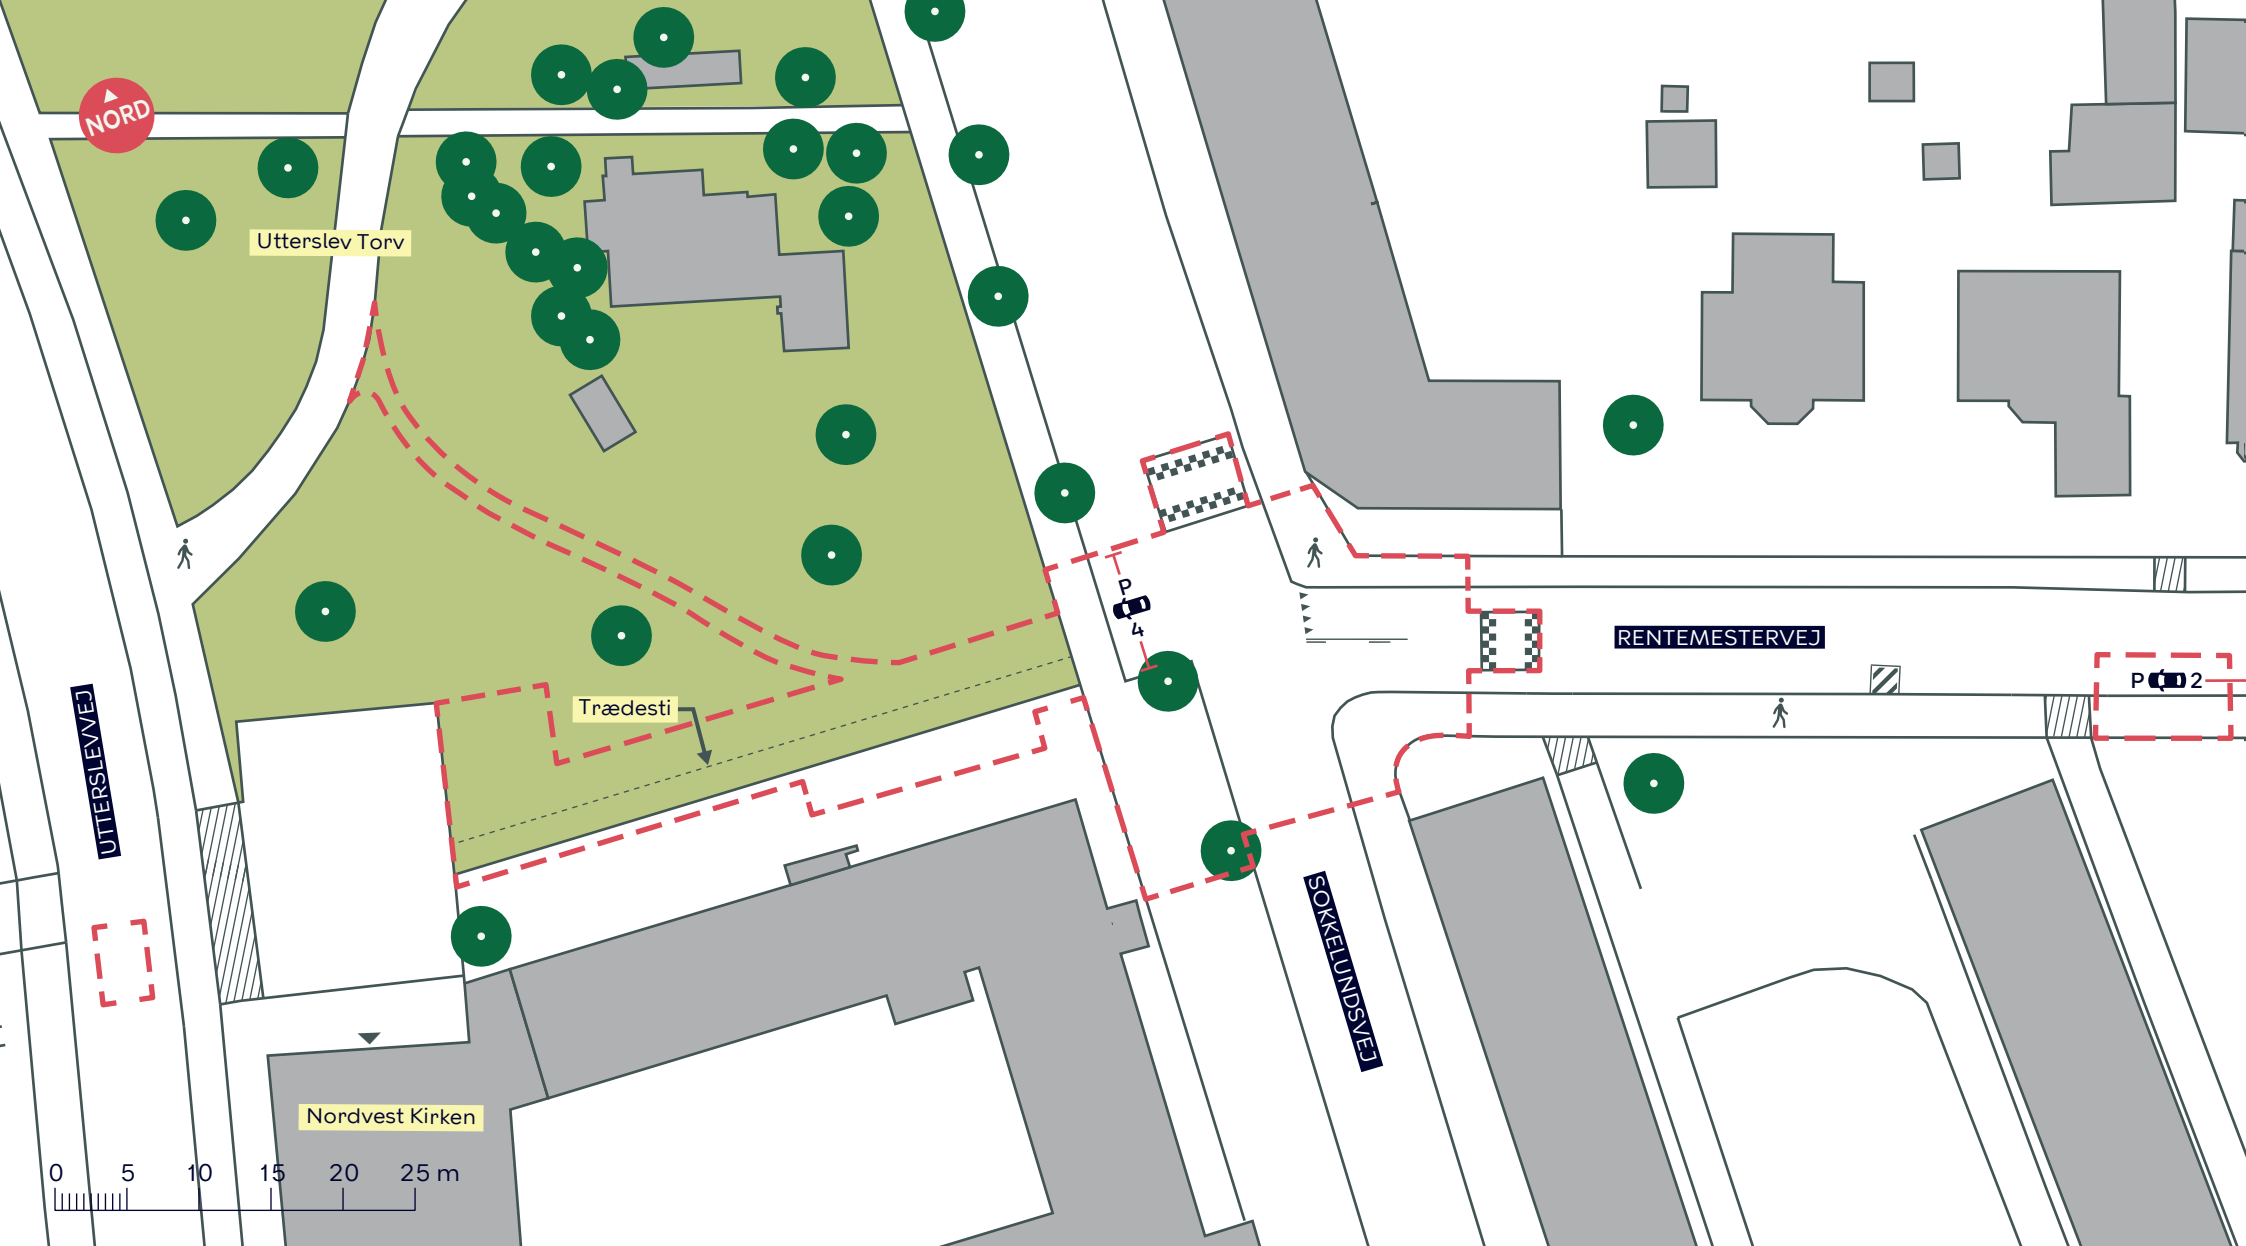 NORD
Utterslev Torv
P
4
RENTEMESTERVEJ
P 2
Trædesti
UTTERSLEVVEJ
SOKKELUNDSVEJ
Nordvest Kirken
0 5 10 15 20 25 m